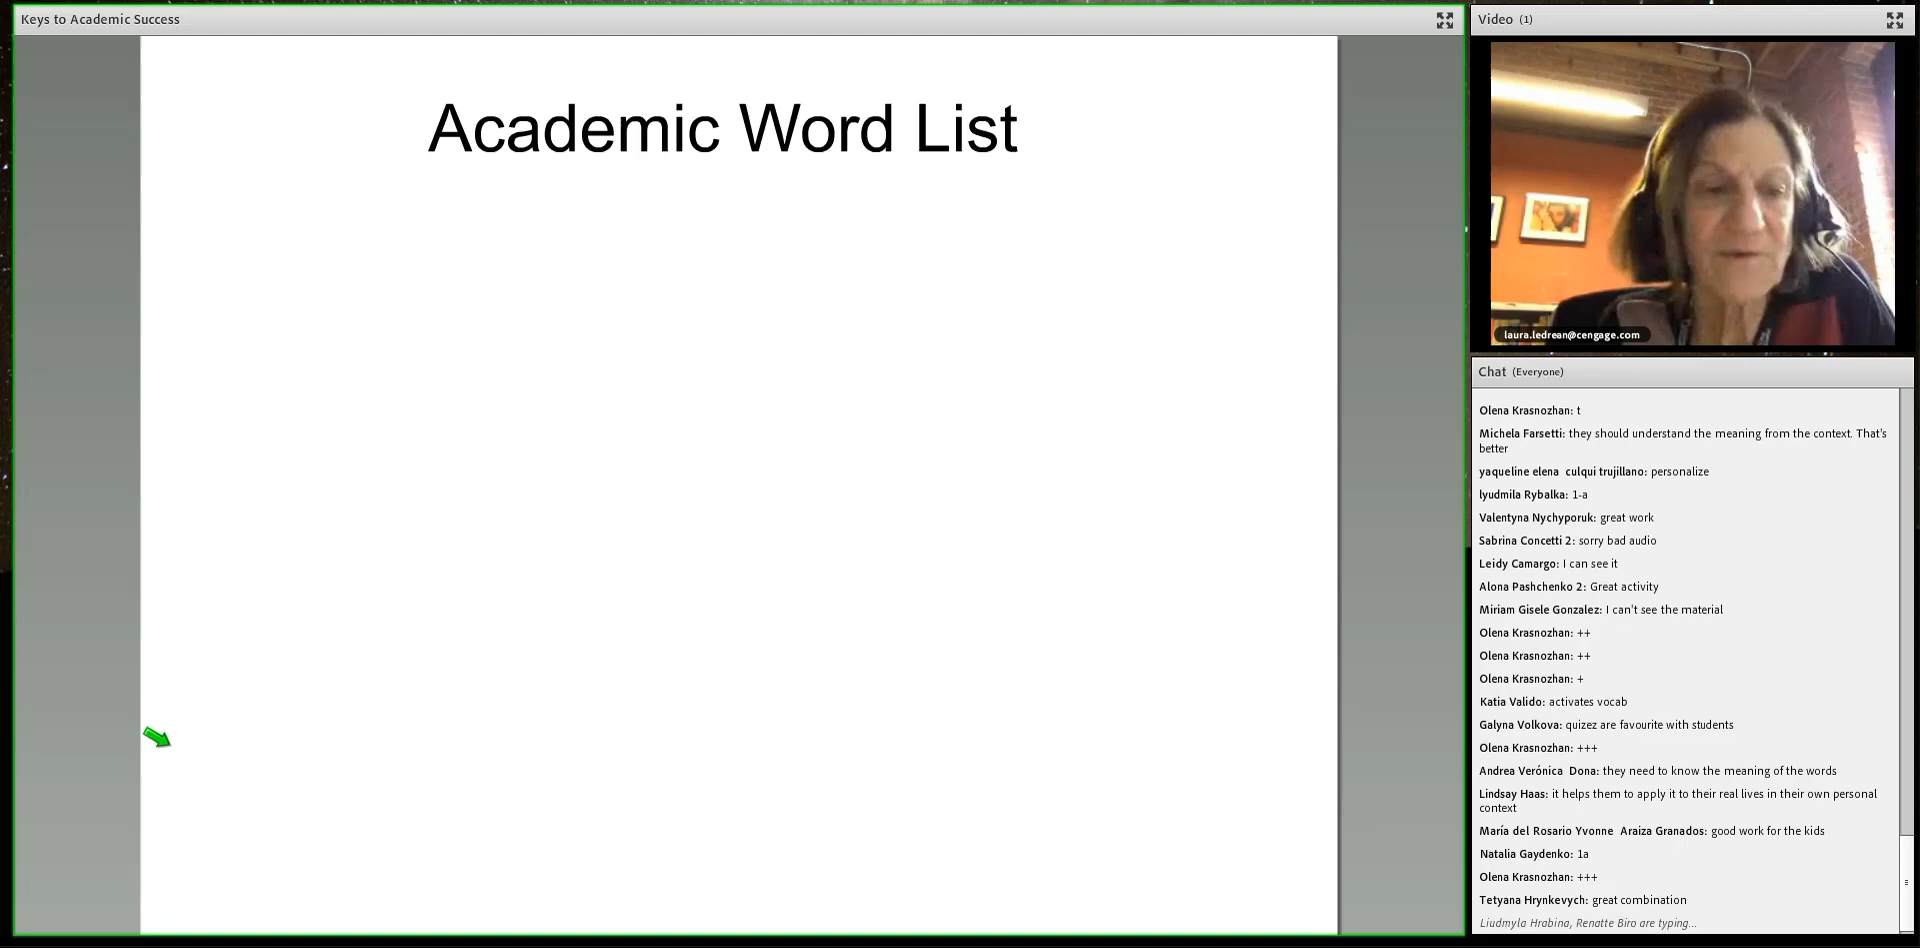 Keys to Academic Success
Academic Word List
Video (1)
laura.ledrean@cengage.com
Chat (Everyone)
Olena Krasnozhan: t
Michela Farsetti: they should understand the meaning from the context. That's
better
yaqueline elena culqui trujillano: personalize
lyudmila Rybalka: 1-a
Valentyna Nychyporuk: great work
Sabrina Concetti 2: sorry bad audio
Leidy Camargo: I can see it
Alona Pashchenko 2: Great activity
Miriam Gisele Gonzalez: I can't see the material
Olena Krasnozhan: ++
Olena Krasnozhan: ++
Olena Krasnozhan: +
Katia Valido: activates vocab
Galyna Volkova: quizez are favourite with students
Olena Krasnozhan: +++
Andrea Verónica Dona: they need to know the meaning of the words
Lindsay Haas: it helps them to apply it to their real lives in their own personal
context
María del Rosario Yvonne Araiza Granados: good work for the kids
Natalia Gaydenko: 1a
Olena Krasnozhan: +++
Tetyana Hrynkevych: great combination
Liudmyla Hrabina, Renatte Biro are typing...